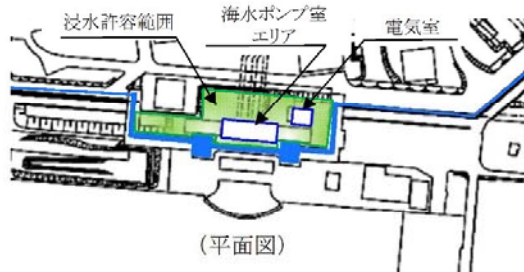 浸水許容範囲
海水ポンプ室
エリア
電気室
(平面図)